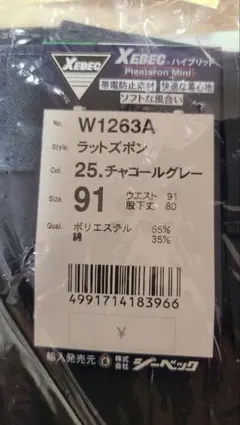 XEBEC
XEBEC ハイブリッド
Pleataron Mini
帯電防止素材 快適な着心地
ソフトな風合い
No. W1263A
Style ラットズボン
Col. 25.チャコールグレー
Size. 91 ウエスト 91
股下丈 80
Qual. ポリエステル 65%
綿 35%
4991714183966
¥
輸入発売元 株式会社 ジーベック